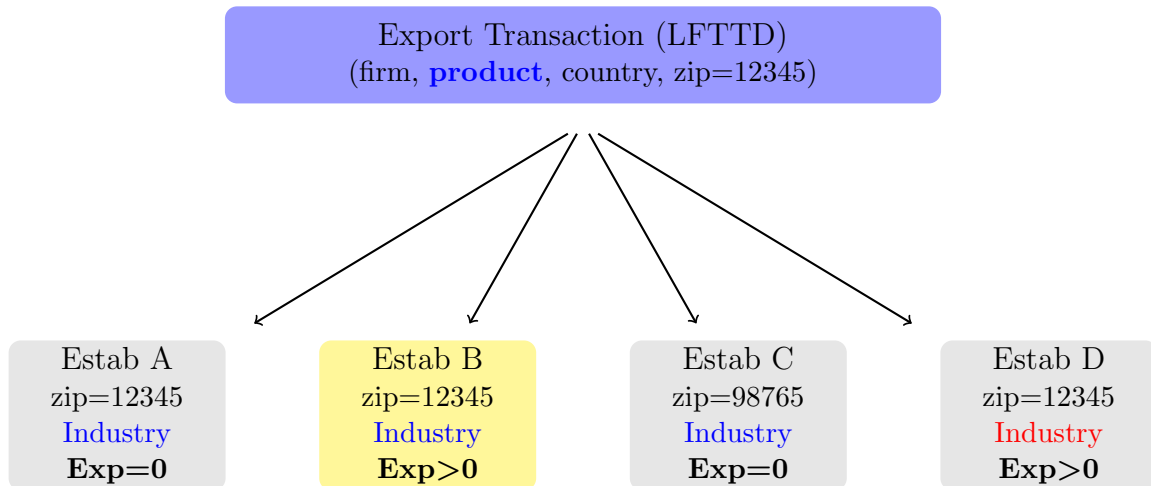 Export Transaction (LFTTD)
(firm, product, country, zip=12345)
Estab A
zip=12345
Industry
Exp=0
Estab B
zip=12345
Industry
Exp>0
Estab C
zip=98765
Industry
Exp=0
Estab D
zip=12345
Industry
Exp>0